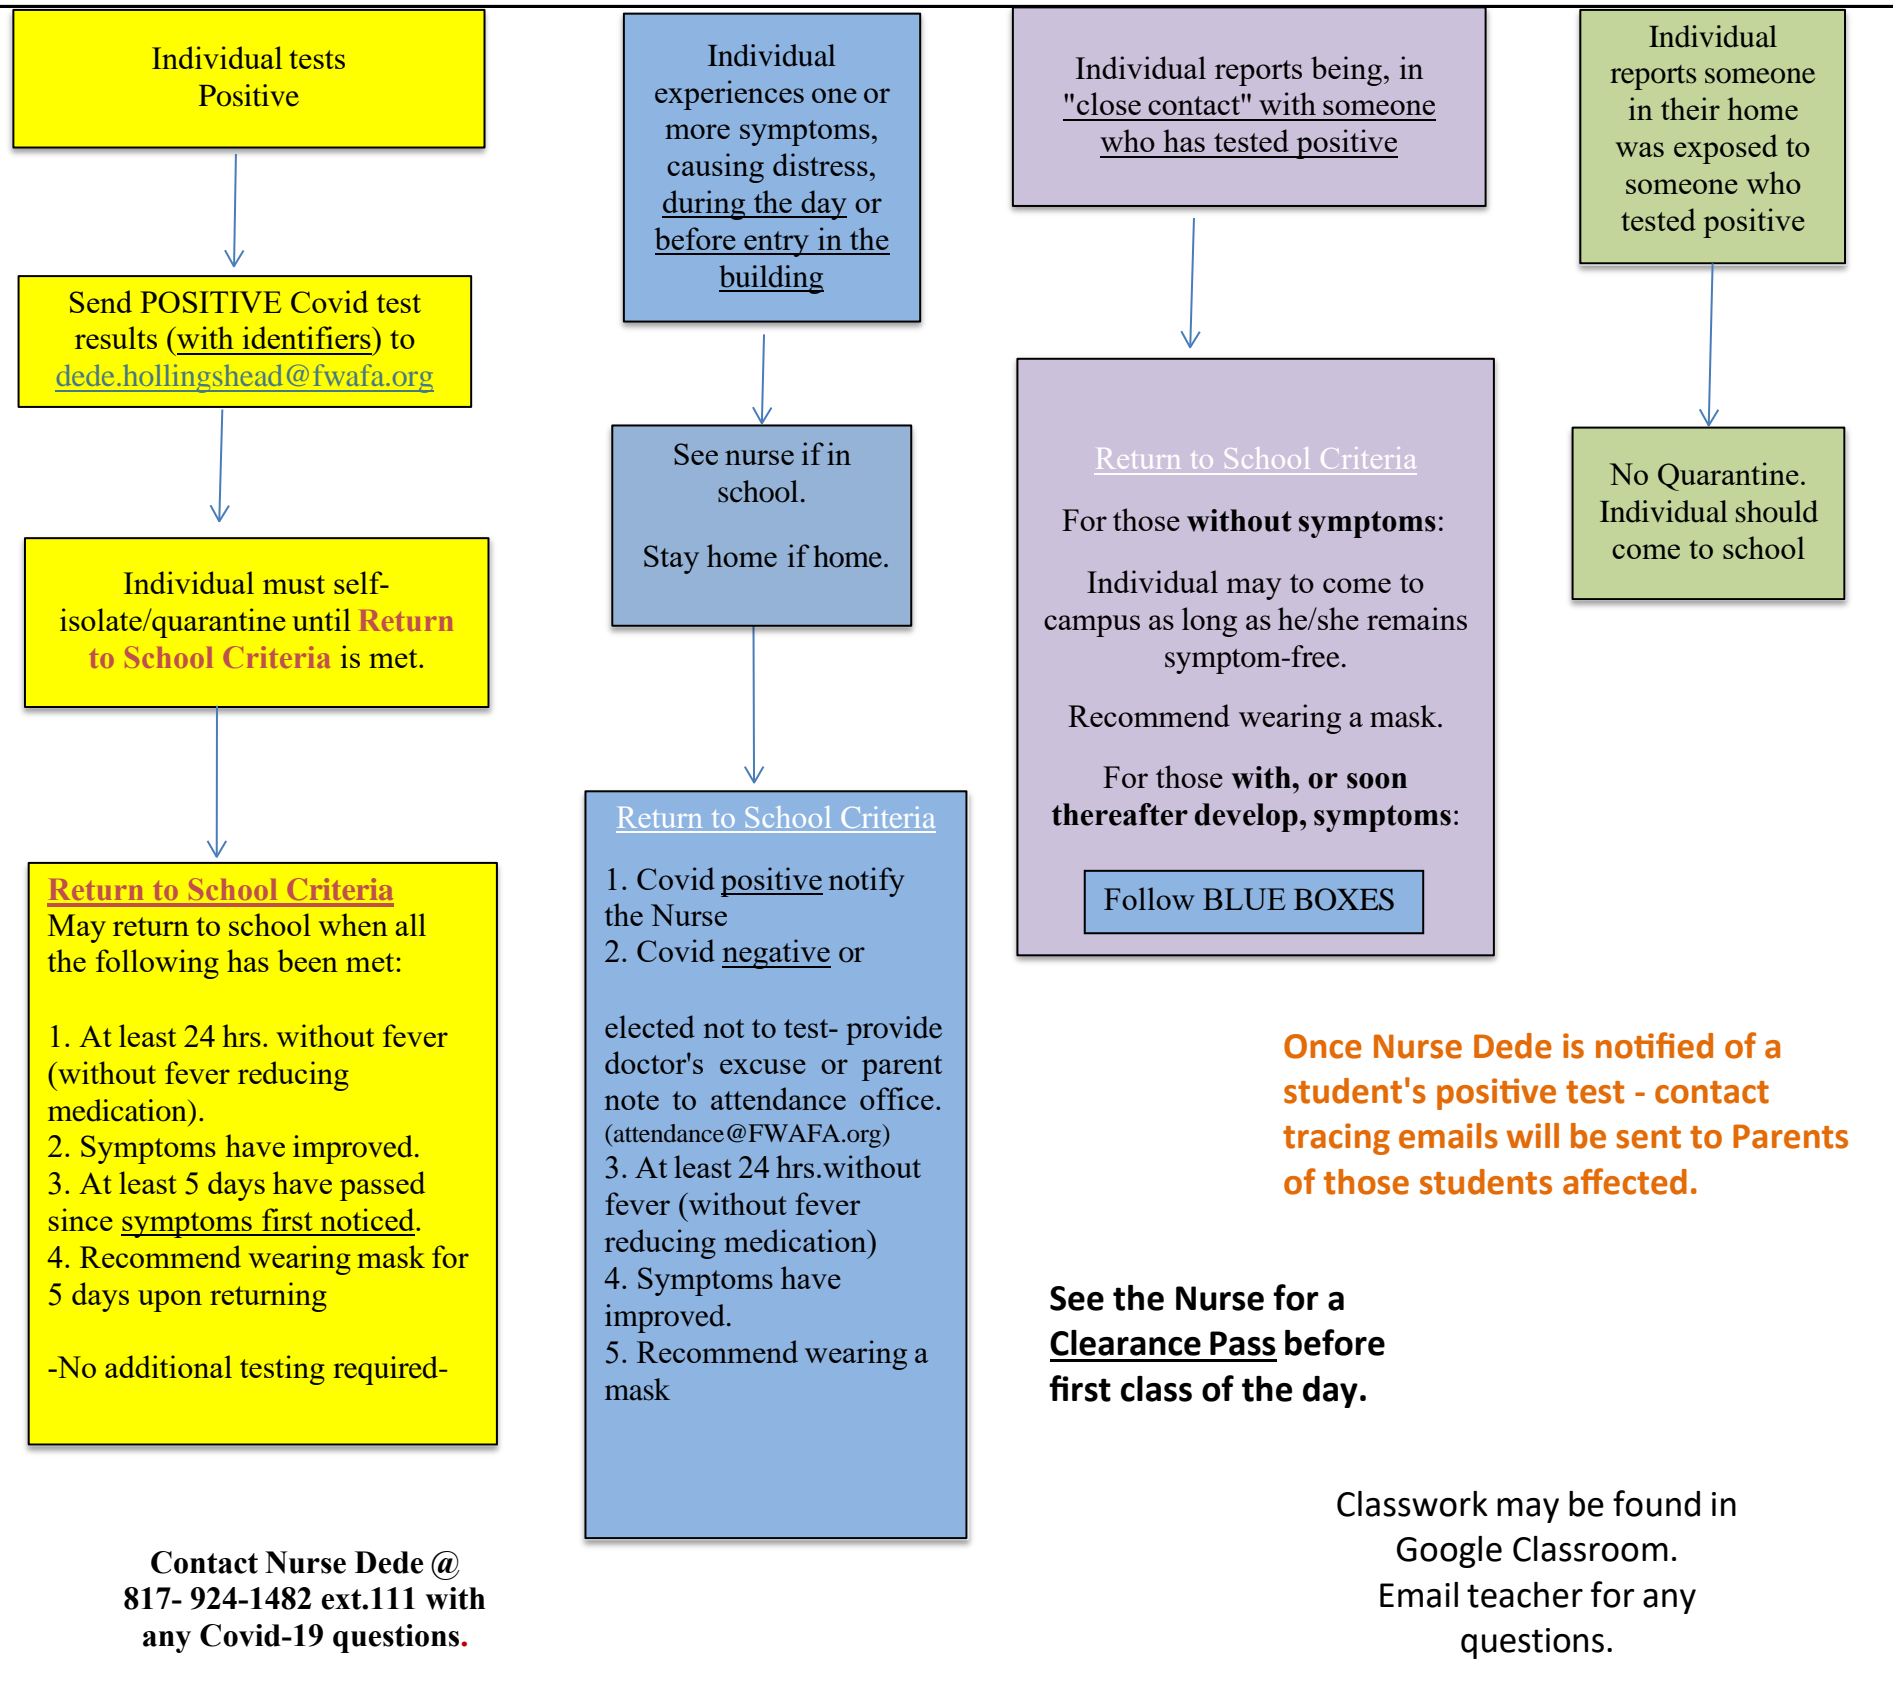 Individual tests
Positive
Send POSITIVE Covid test
results (with identifiers) to
dede.hollingshead@fwafa.org
Individual must self-
isolate/quarantine until Return
to School Criteria is met.
Return to School Criteria
May return to school when all
the following has been met:
1. At least 24 hrs. without fever
(without fever reducing
medication).
2. Symptoms have improved.
3. At least 5 days have passed
since symptoms first noticed.
4. Recommend wearing mask for
5 days upon returning
-No additional testing required-
Contact Nurse Dede @
817- 924-1482 ext.111 with
any Covid-19 questions.
Individual
experiences one or
more symptoms,
causing distress,
during the day or
before entry in the
building
See nurse if in
school.
Stay home if home.
Return to School Criteria
1. Covid positive notify
the Nurse
2. Covid negative or
elected not to test- provide
doctor's excuse or parent
note to attendance office.
(attendance@FWAFA.org)
3. At least 24 hrs.without
fever (without fever
reducing medication)
4. Symptoms have
improved.
5. Recommend wearing a
mask
Individual reports being, in
"close contact" with someone
who has tested positive
Return to School Criteria
For those without symptoms:
Individual may to come to
campus as long as he/she remains
symptom-free.
Recommend wearing a mask.
For those with, or soon
thereafter develop, symptoms:
Follow BLUE BOXES
Individual
reports someone
in their home
was exposed to
someone who
tested positive
No Quarantine.
Individual should
come to school
Once Nurse Dede is notified of a
student's positive test - contact
tracing emails will be sent to Parents
of those students affected.
See the Nurse for a
Clearance Pass before
first class of the day.
Classwork may be found in
Google Classroom.
Email teacher for any
questions.